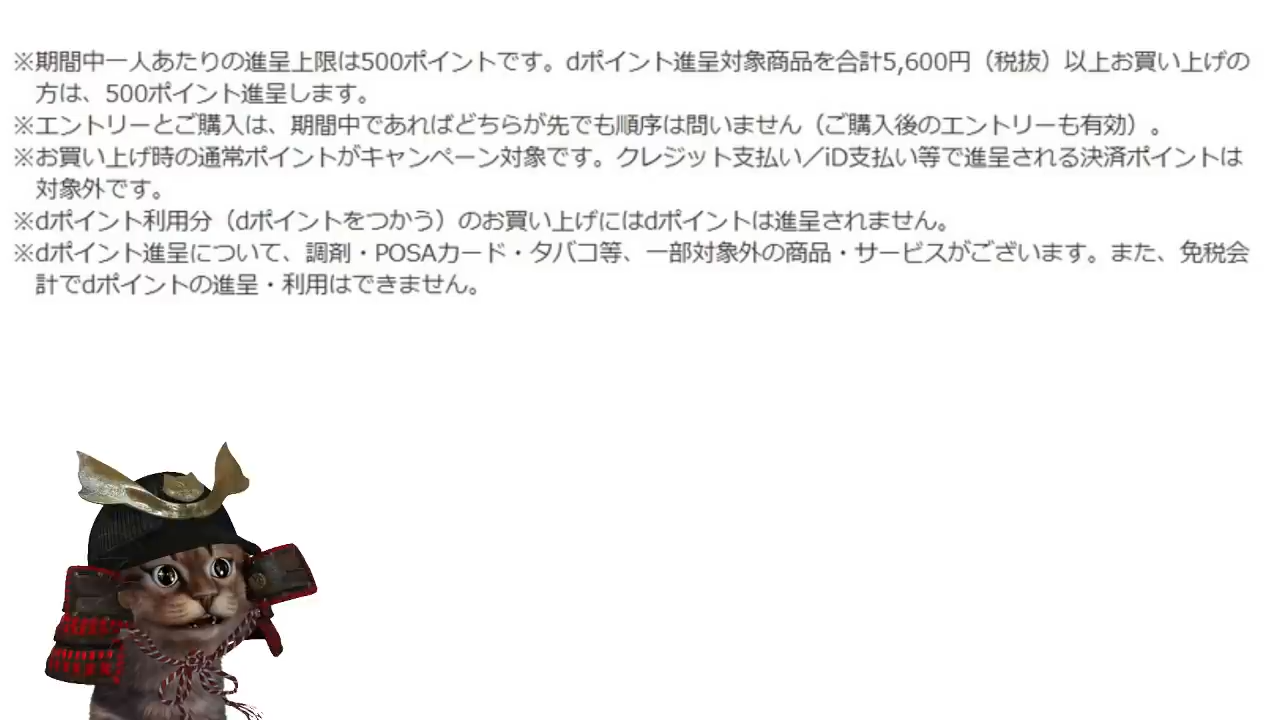 ※期間中一人あたりの進呈上限は500ポイントです。dポイント進呈対象商品を合計5,600円（税抜）以上お買い上げの
方は、500ポイント進呈します。
※エントリーとご購入は、期間中であればどちらが先でも順序は問いません（ご購入後のエントリーも有効）。
※お買い上げ時の通常ポイントがキャンペーン対象です。クレジット支払い／iD支払い等で進呈される決済ポイントは
対象外です。
※dポイント利用分（dポイントをつかう）のお買い上げにはdポイントは進呈されません。
※dポイント進呈について、調剤・POSAカード・タバコ等、一部対象外の商品・サービスがございます。また、免税会
計でdポイントの進呈・利用はできません。